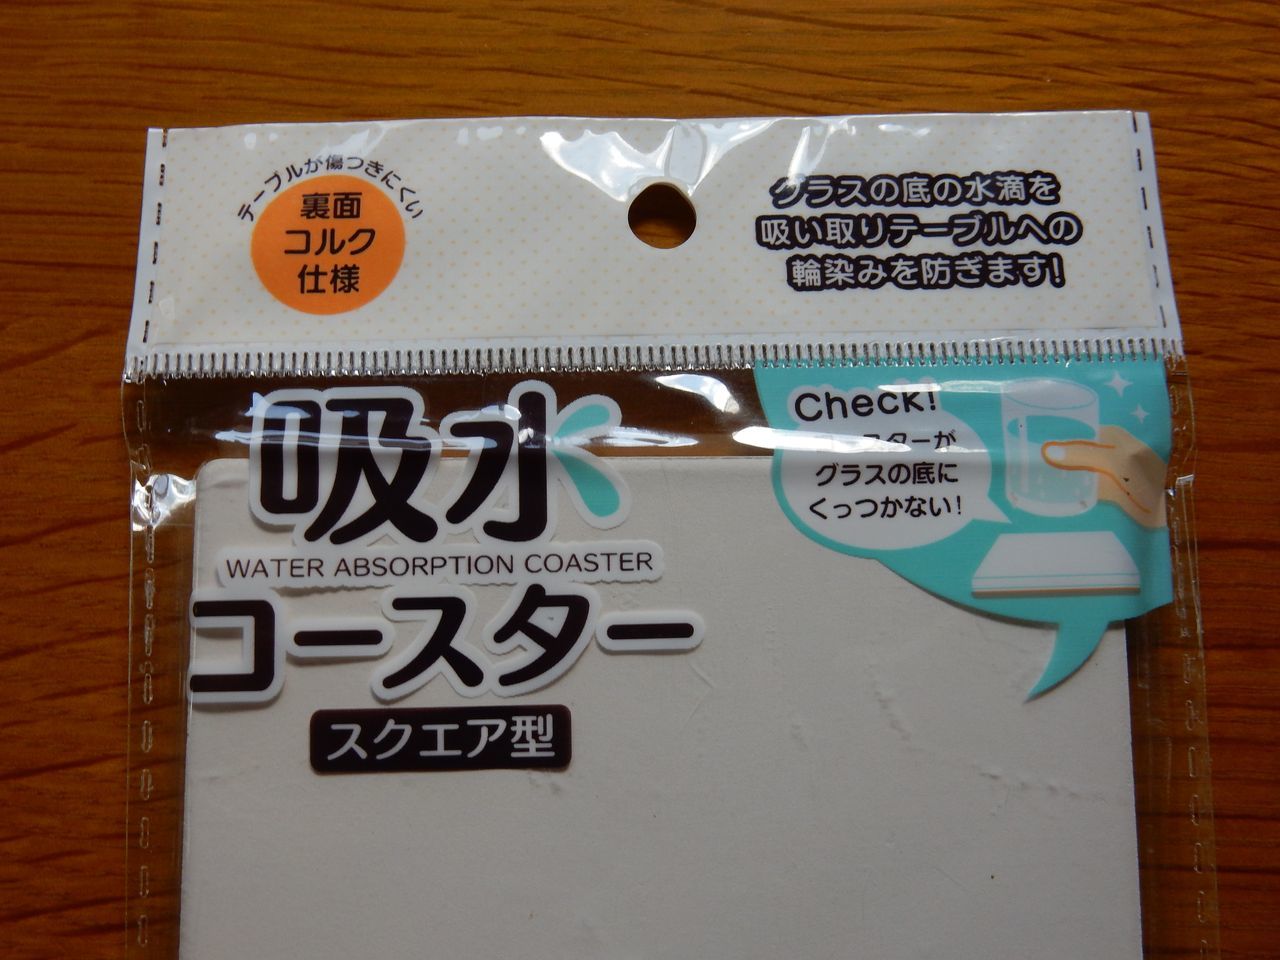 テーブルが傷つきにくい
裏面
コルク
仕様
グラスの底の水滴を
吸い取りテーブルへの
輪染みを防ぎます!
吸水
WATER ABSORPTION COASTER
コースター
スクエア型
Check!
スターが
グラスの底に
くっつかない!